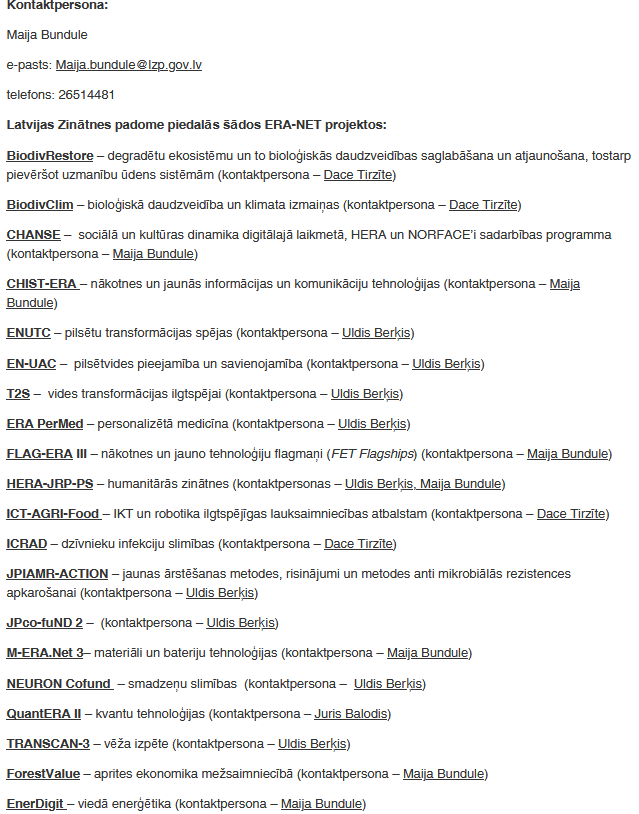 Kontaktpersona:
Maija Bundule
e-pasts: Maija.bundule@lzp.gov.lv
telefons: 26514481
Latvijas Zinātnes padome piedalās šādos ERA-NET projektos:
BiodivRestore – degradētu ekosistēmu un to bioloģiskās daudzveidības saglabāšana un atjaunošana, tostarp
pievēršot uzmanību ūdens sistēmām (kontaktpersona – Dace Tirzīte)
BiodivClim – bioloģiskā daudzveidība un klimata izmaiņas (kontaktpersona – Dace Tirzīte)
CHANSE – sociālā un kultūras dinamika digitālajā laikmetā, HERA un NORFACE'i sadarbības programma
(kontaktpersona – Maija Bundule)
CHIST-ERA – nākotnes un jaunās informācijas un komunikāciju tehnoloģijas (kontaktpersona – Maija
Bundule)
ENUTC – pilsētu transformācijas spējas (kontaktpersona – Uldis Berķis)
EN-UAC – pilsētvides pieejamība un savienojamība (kontaktpersona – Uldis Berķis)
T2S – vides transformācijas ilgtspējai (kontaktpersona – Uldis Berķis)
ERA PerMed – personalizētā medicīna (kontaktpersona – Uldis Berķis)
FLAG-ERA III – nākotnes un jauno tehnoloģiju flagmaņi (FET Flagships) (kontaktpersona – Maija Bundule)
HERA-JRP-PS – humanitārās zinātnes (kontaktpersonas – Uldis Berķis, Maija Bundule)
ICT-AGRI-Food – IKT un robotika ilgtspējīgas lauksaimniecības atbalstam (kontaktpersona – Dace Tirzīte)
ICRAD – dzīvnieku infekciju slimības (kontaktpersona – Dace Tirzīte)
JPIAMR-ACTION – jaunas ārstēšanas metodes, risinājumi un metodes anti mikrobiālās rezistences
apkarošanai (kontaktpersona – Uldis Berķis)
JPco-fuND 2 – (kontaktpersona – Uldis Berķis)
M-ERA.Net 3– materiāli un bateriju tehnoloģijas (kontaktpersona – Maija Bundule)
NEURON Cofund – smadzeņu slimības (kontaktpersona – Uldis Berķis)
QuantERA II – kvantu tehnoloģijas (kontaktpersona – Juris Balodis)
TRANSCAN-3 – vēža izpēte (kontaktpersona – Uldis Berķis)
ForestValue – aprites ekonomika mežsaimniecībā (kontaktpersona – Maija Bundule)
EnerDigit – viedā enerģētika (kontaktpersona – Maija Bundule)